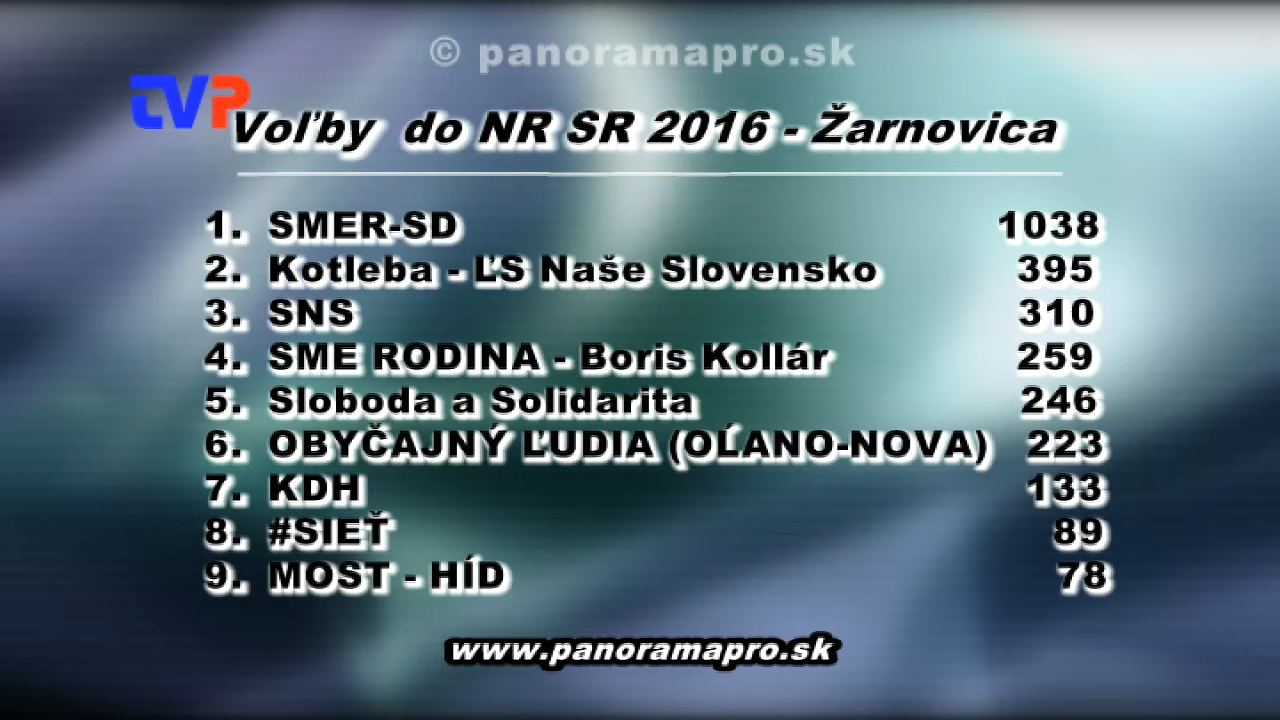 © panoramapro.sk
TVP
Voľby do NR SR 2016 - Žarnovica
1. SMER-SD 1038
2. Kotleba - ĽS Naše Slovensko 395
3. SNS 310
4. SME RODINA - Boris Kollár 259
5. Sloboda a Solidarita 246
6. OBYČAJNÝ ĽUDIA (OĹANO-NOVA) 223
7. KDH 133
8. #SIEŤ 89
9. MOST - HÍD 78
www.panoramapro.sk